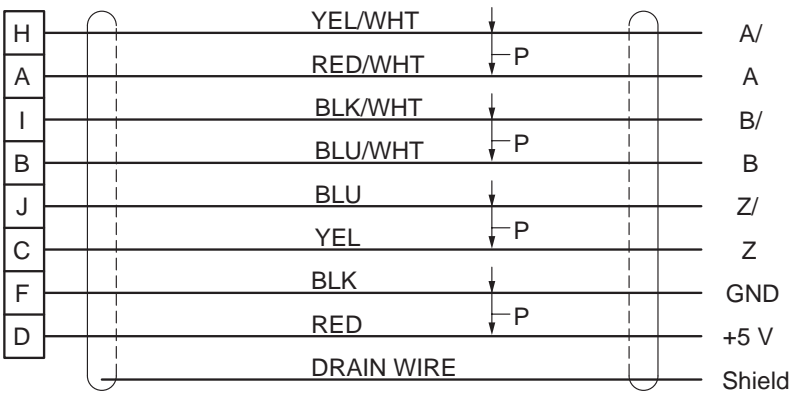 H YEL/WHT A/
P
A RED/WHT A
I BLK/WHT B/
P
B BLU/WHT B
J BLU Z/
P
C YEL Z
F BLK GND
P
D RED +5 V
DRAIN WIRE Shield